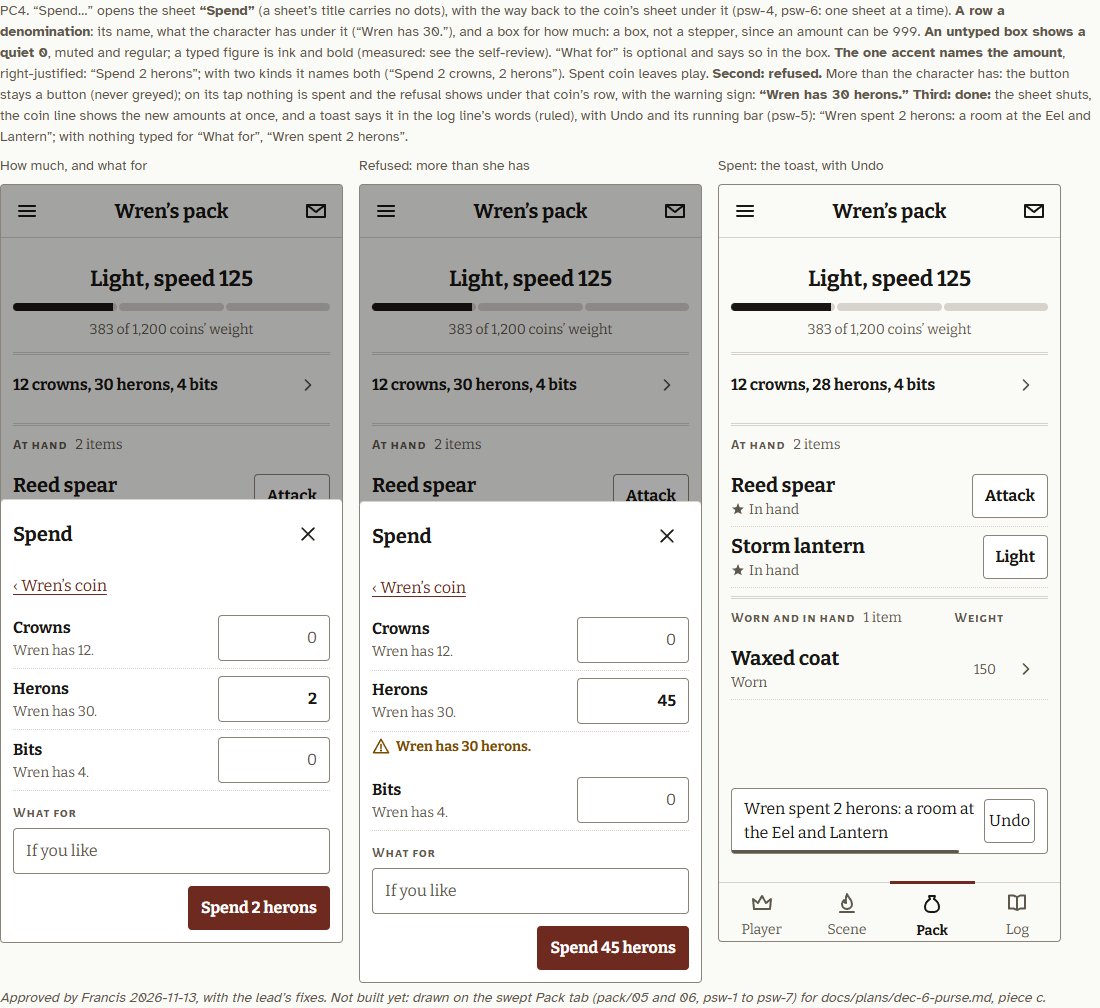 PC4. “Spend…” opens the sheet “Spend” (a sheet's title carries no dots), with the way back to the coin's sheet under it (psw-4, psw-6: one sheet at a time). A row a
denomination: its name, what the character has under it (“Wren has 30.”), and a box for how much: a box, not a stepper, since an amount can be 999. An untyped box shows a
quiet 0, muted and regular; a typed figure is ink and bold (measured: see the self-review). “What for” is optional and says so in the box. The one accent names the amount,
right-justified: “Spend 2 herons”; with two kinds it names both (“Spend 2 crowns, 2 herons”). Spent coin leaves play. Second: refused. More than the character has: the button
stays a button (never greyed); on its tap nothing is spent and the refusal shows under that coin's row, with the warning sign: “Wren has 30 herons.” Third: done: the sheet shuts,
the coin line shows the new amounts at once, and a toast says it in the log line's words (ruled), with Undo and its running bar (psw-5): “Wren spent 2 herons: a room at the Eel and
Lantern”; with nothing typed for “What for”, “Wren spent 2 herons”.
How much, and what for
Wren's pack
Light, speed 125
383 of 1,200 coins' weight
12 crowns, 30 herons, 4 bits
At hand 2 items
Reed spear
Attack
Spend
‹ Wren's coin
Crowns
Wren has 12.
0
Herons
Wren has 30.
2
Bits
Wren has 4.
0
What for
If you like
Spend 2 herons
Refused: more than she has
Wren's pack
Light, speed 125
383 of 1,200 coins' weight
12 crowns, 30 herons, 4 bits
At hand 2 items
Reed spear
Attack
Spend
‹ Wren's coin
Crowns
Wren has 12.
0
Herons
Wren has 30.
45
Wren has 30 herons.
Bits
Wren has 4.
0
What for
If you like
Spend 45 herons
Spent: the toast, with Undo
Wren's pack
Light, speed 125
383 of 1,200 coins' weight
12 crowns, 28 herons, 4 bits
At hand 2 items
Reed spear
★ In hand
Attack
Storm lantern
★ In hand
Light
Worn and in hand 1 item Weight
Waxed coat
Worn
150
Wren spent 2 herons: a room at
the Eel and Lantern
Undo
Player
Scene
Pack
Log
Approved by Francis 2026-11-13, with the lead's fixes. Not built yet: drawn on the swept Pack tab (pack/05 and 06, psw-1 to psw-7) for docs/plans/dec-6-purse.md, piece c.